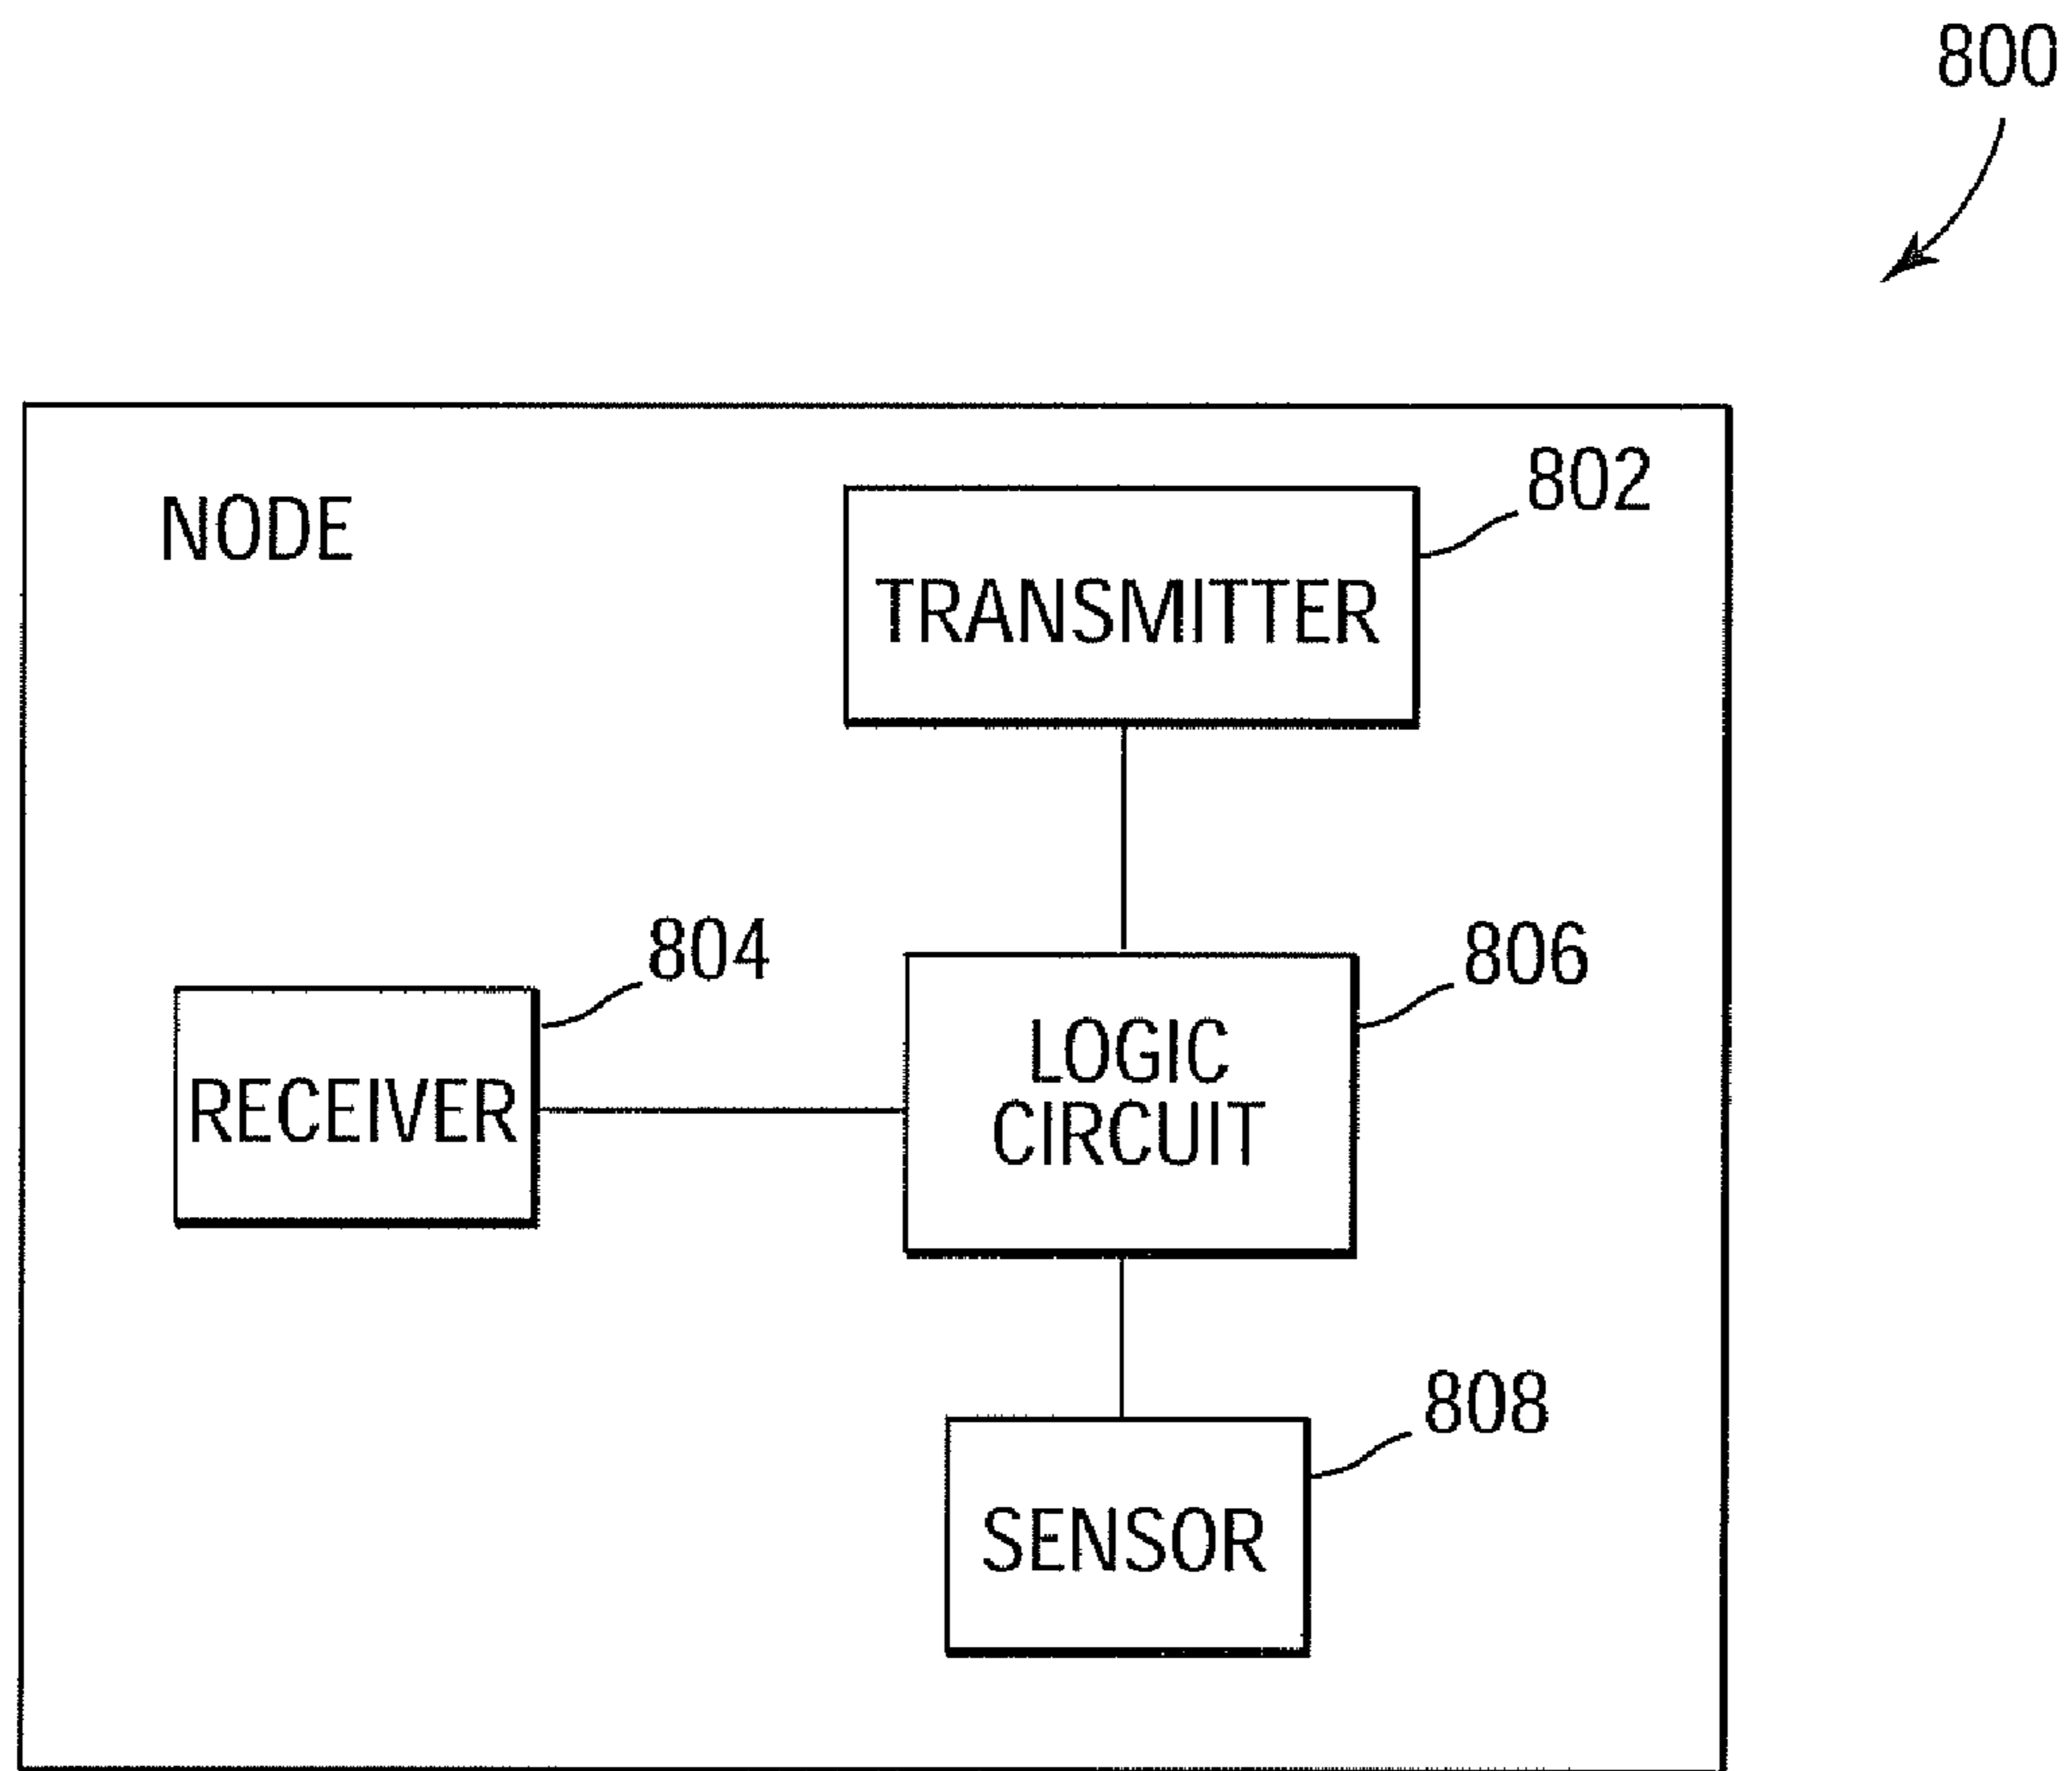 800
NODE
802
TRANSMITTER
804
806
RECEIVER
LOGIC
CIRCUIT
808
SENSOR